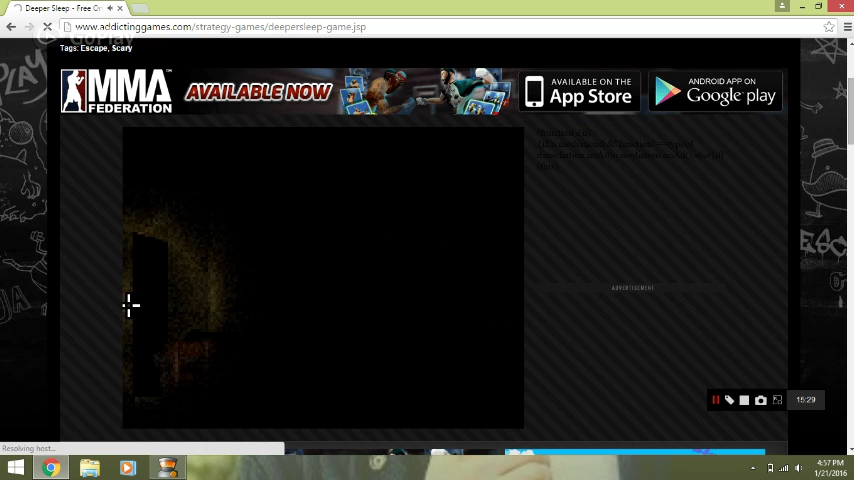 Deeper Sleep - Free On
www.addictinggames.com/strategy-games/deepersleep-game.jsp
GoPlay
Tags: Escape, Scary
MMA FEDERATION
AVAILABLE NOW
AVAILABLE ON THE
App Store
ANDROID APP ON
Google play
ADVERTISEMENT
15:29
Resolving host...
4:57 PM
1/21/2016